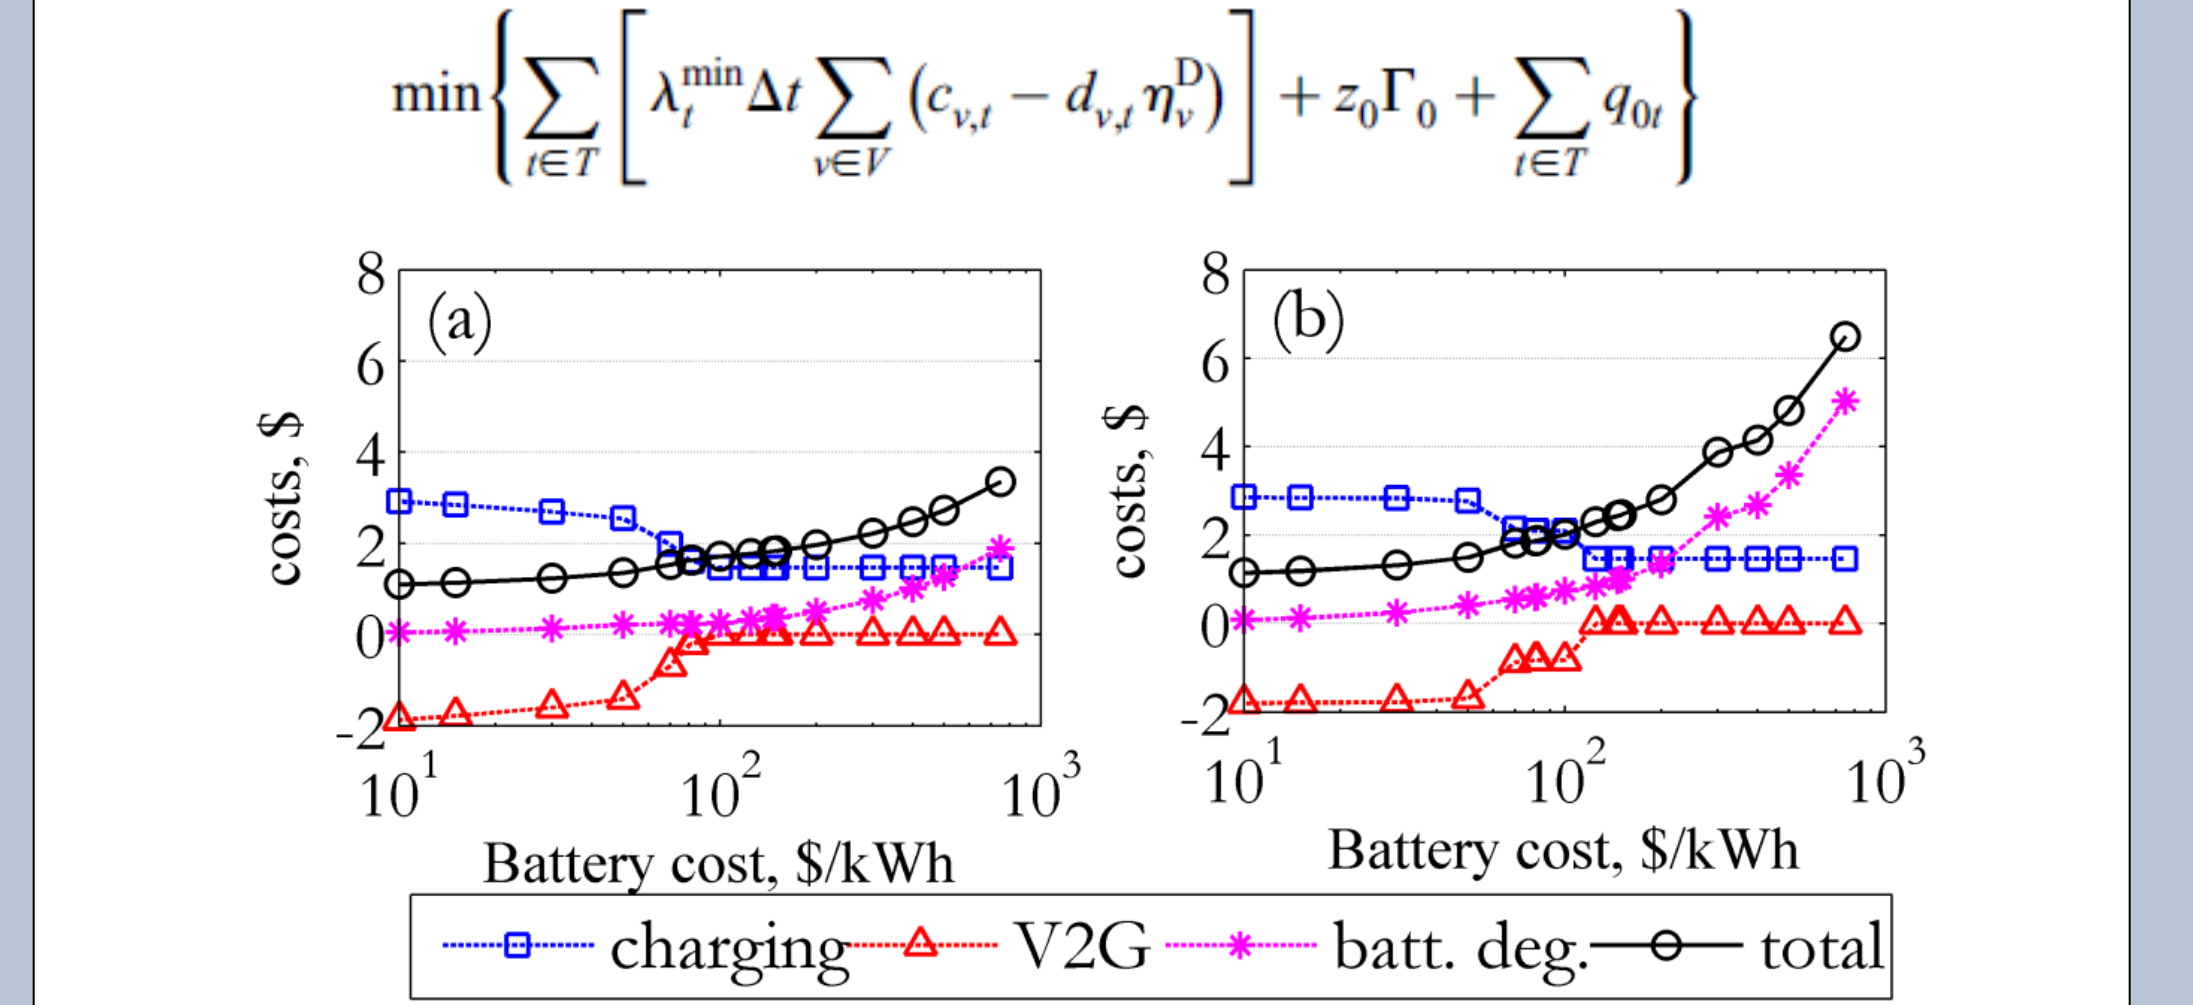 min{∑_{t∈T}[λ_t^{min}Δt∑_{v∈V}(c_{v,t} − d_{v,t}η_v^D)] + z_0Γ_0 + ∑_{t∈T}q_{0t}}
(a)
8
6
4
2
0
-2
costs, $
10^1 10^2 10^3
Battery cost, $/kWh
(b)
8
6
4
2
0
-2
costs, $
10^1 10^2 10^3
Battery cost, $/kWh
charging V2G batt. deg. total